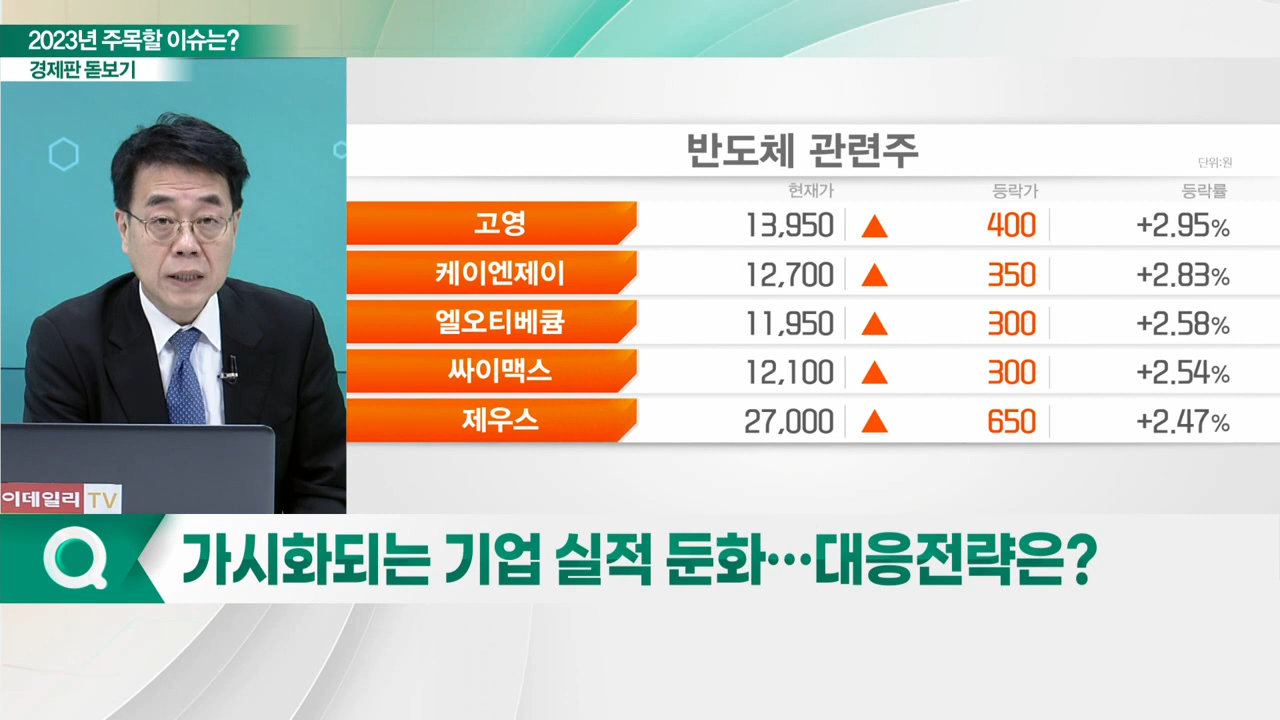 2023년 주목할 이슈는?
경제판 돋보기
반도체 관련주
단위:원
현재가 등락가 등락률
고영 13,950 ▲ 400 +2.95%
케이엔제이 12,700 ▲ 350 +2.83%
엘오티베큠 11,950 ▲ 300 +2.58%
싸이맥스 12,100 ▲ 300 +2.54%
제우스 27,000 ▲ 650 +2.47%
이데일리 TV
Q 가시화되는 기업 실적 둔화…대응전략은?